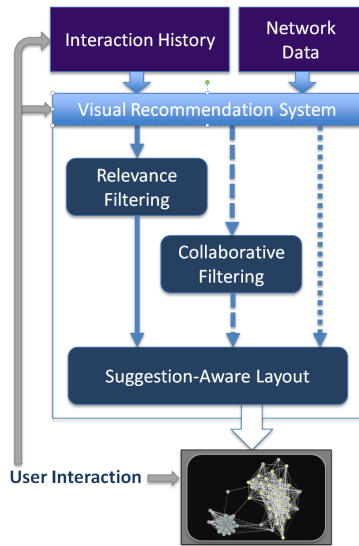 Interaction History
Network
Data
Visual Recommendation System
Relevance
Filtering
Collaborative
Filtering
Suggestion-Aware Layout
User Interaction